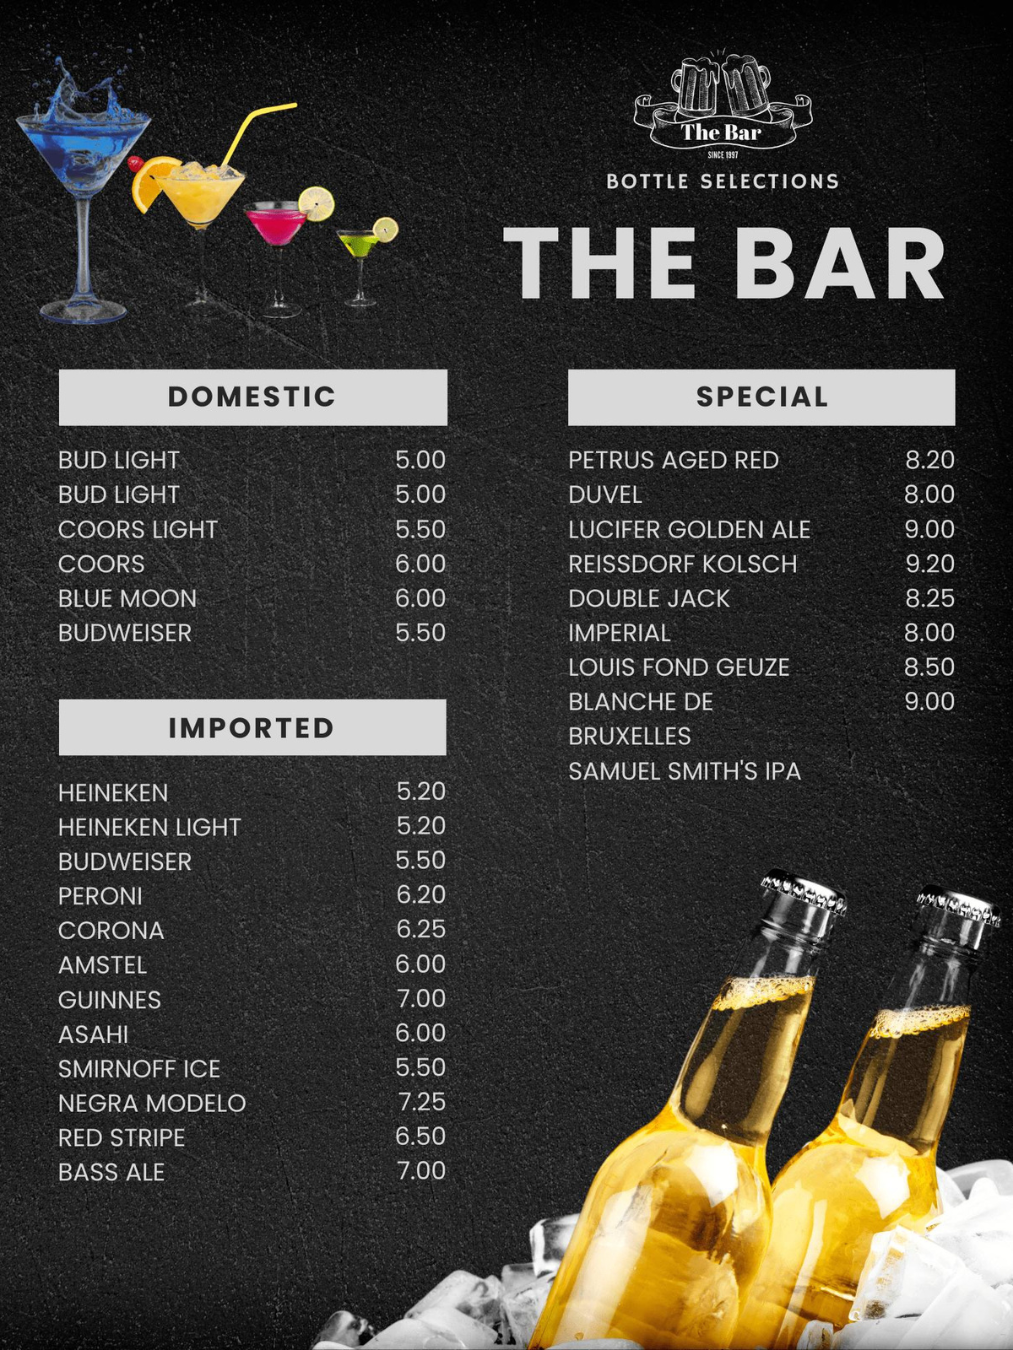 The Bar
SINCE 1997
BOTTLE SELECTIONS
THE BAR
DOMESTIC
BUD LIGHT 5.00
BUD LIGHT 5.00
COORS LIGHT 5.50
COORS 6.00
BLUE MOON 6.00
BUDWEISER 5.50
IMPORTED
HEINEKEN 5.20
HEINEKEN LIGHT 5.20
BUDWEISER 5.50
PERONI 6.20
CORONA 6.25
AMSTEL 6.00
GUINNES 7.00
ASAHI 6.00
SMIRNOFF ICE 5.50
NEGRA MODELO 7.25
RED STRIPE 6.50
BASS ALE 7.00
SPECIAL
PETRUS AGED RED 8.20
DUVEL 8.00
LUCIFER GOLDEN ALE 9.00
REISSDORF KOLSCH 9.20
DOUBLE JACK 8.25
IMPERIAL 8.00
LOUIS FOND GEUZE 8.50
BLANCHE DE 9.00
BRUXELLES
SAMUEL SMITH'S IPA